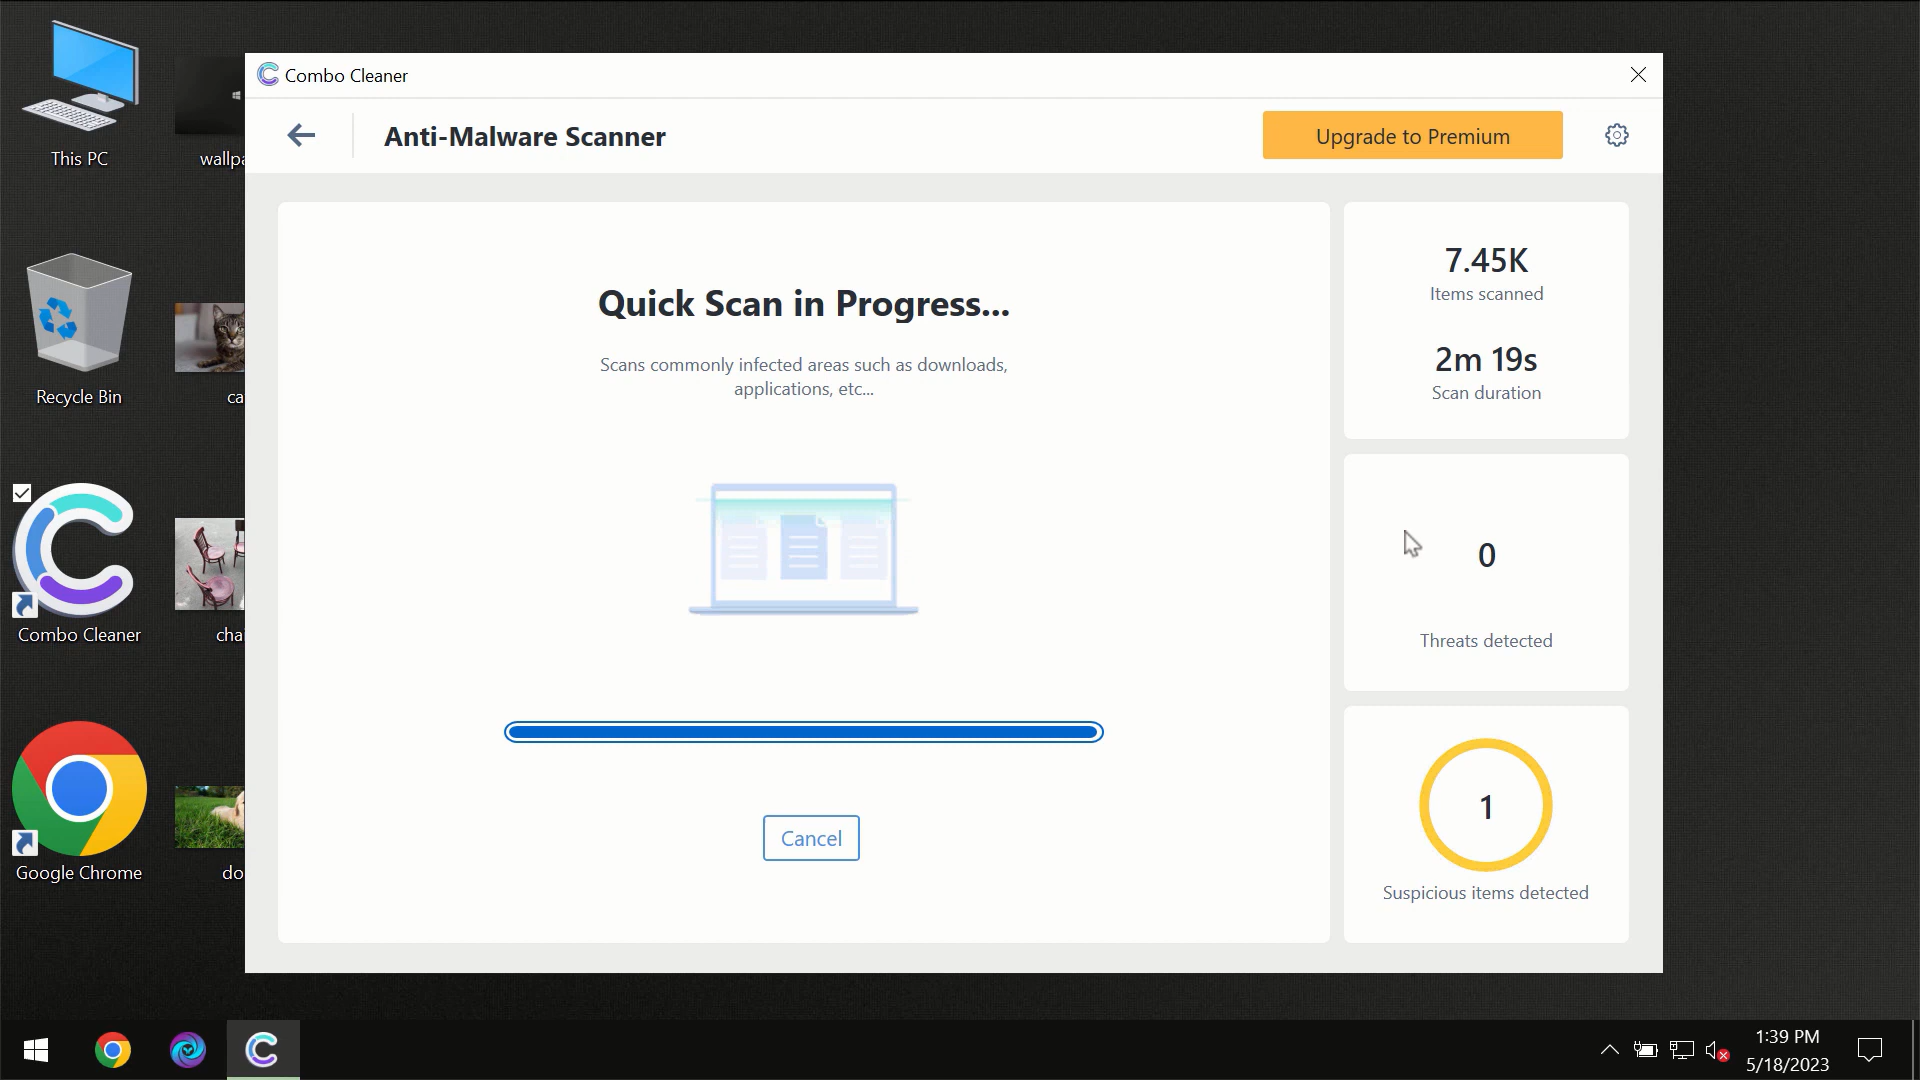 This PC
wallpa
Recycle Bin
ca
Combo Cleaner
chai
Google Chrome
do
Combo Cleaner
Anti-Malware Scanner
Upgrade to Premium
Quick Scan in Progress...
Scans commonly infected areas such as downloads,
applications, etc...
Cancel
7.45K
Items scanned
2m 19s
Scan duration
0
Threats detected
1
Suspicious items detected
1:39 PM
5/18/2023